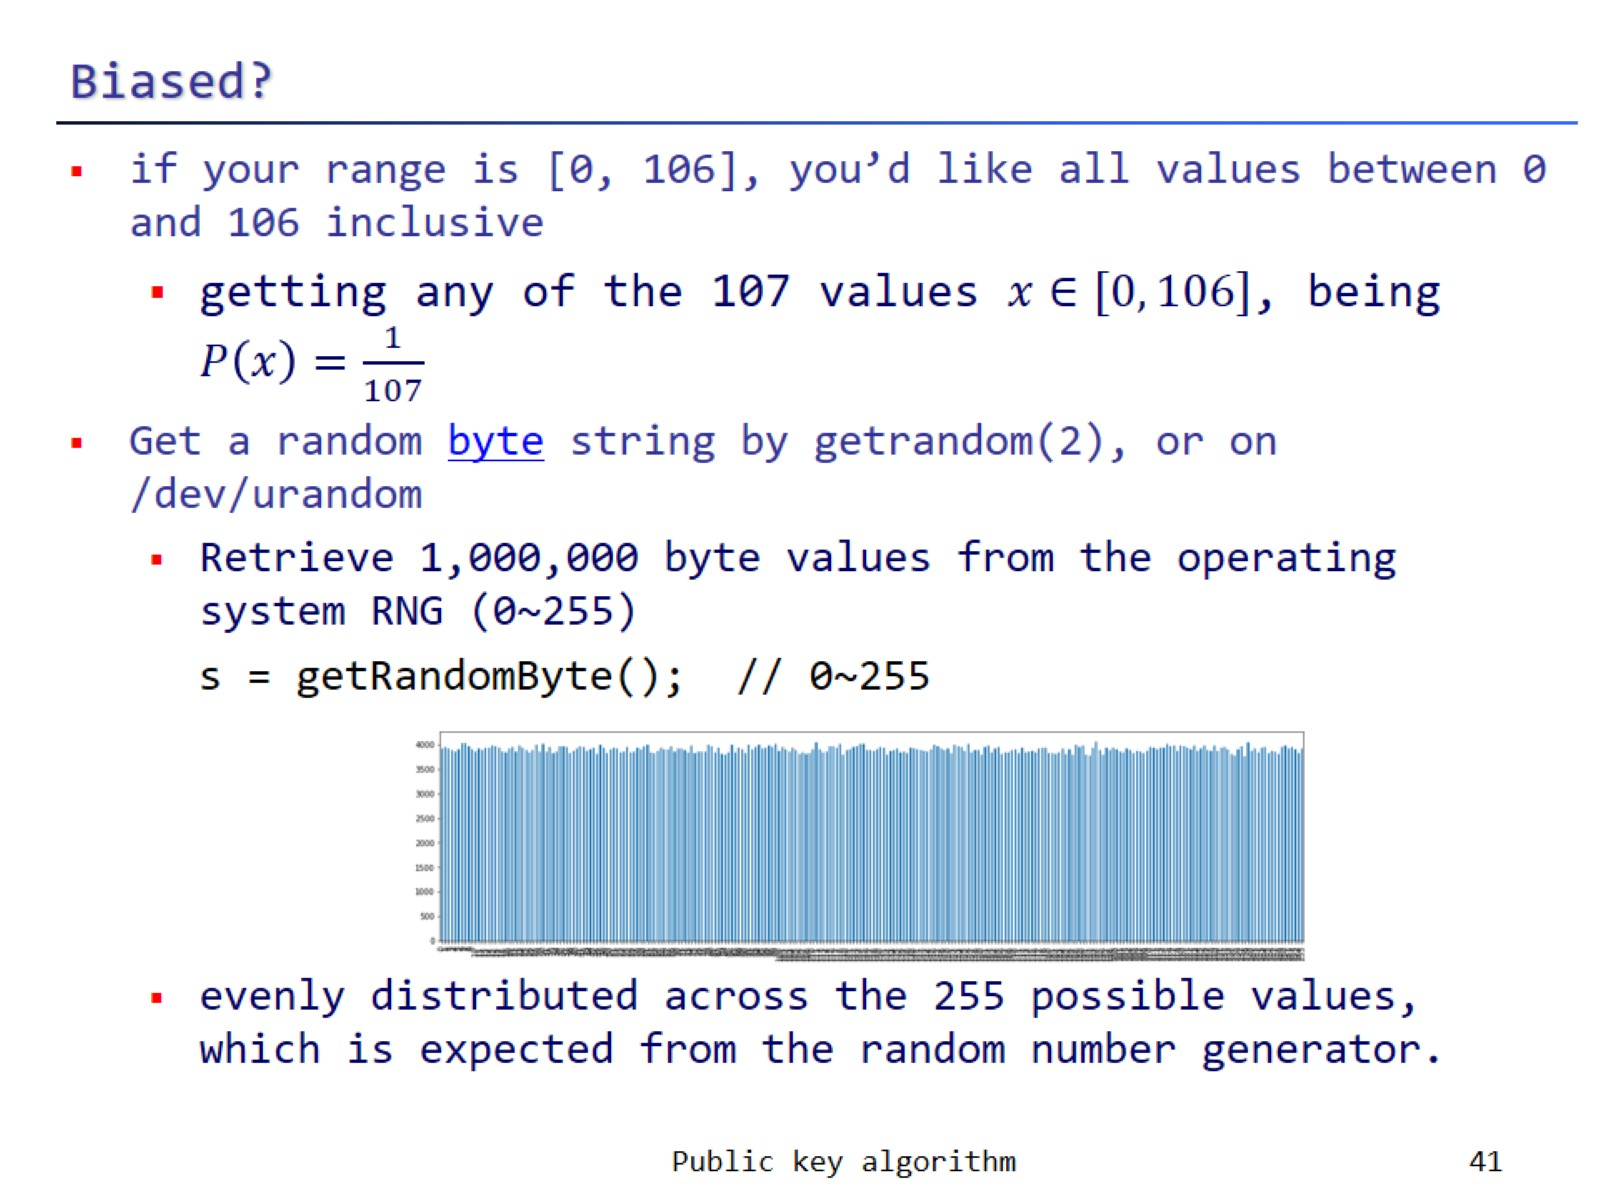 Biased?
▪ if your range is [0, 106], you’d like all values between 0
and 106 inclusive
▪ getting any of the 107 values x ∈ [0, 106], being
P(x) = 1/107
▪ Get a random byte string by getrandom(2), or on
/dev/urandom
▪ Retrieve 1,000,000 byte values from the operating
system RNG (0~255)
s = getRandomByte();  // 0~255
4000
3500
3000
2500
2000
1500
1000
500
0
▪ evenly distributed across the 255 possible values,
which is expected from the random number generator.
Public key algorithm
41